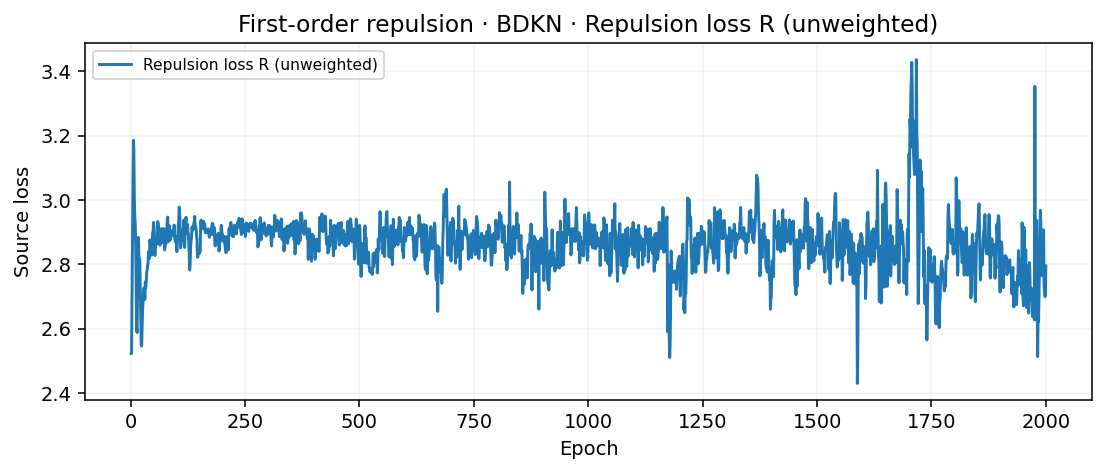 First-order repulsion · BDKN · Repulsion loss R (unweighted)
Repulsion loss R (unweighted)
Source loss
3.4
3.2
3.0
2.8
2.6
2.4
0 250 500 750 1000 1250 1500 1750 2000
Epoch